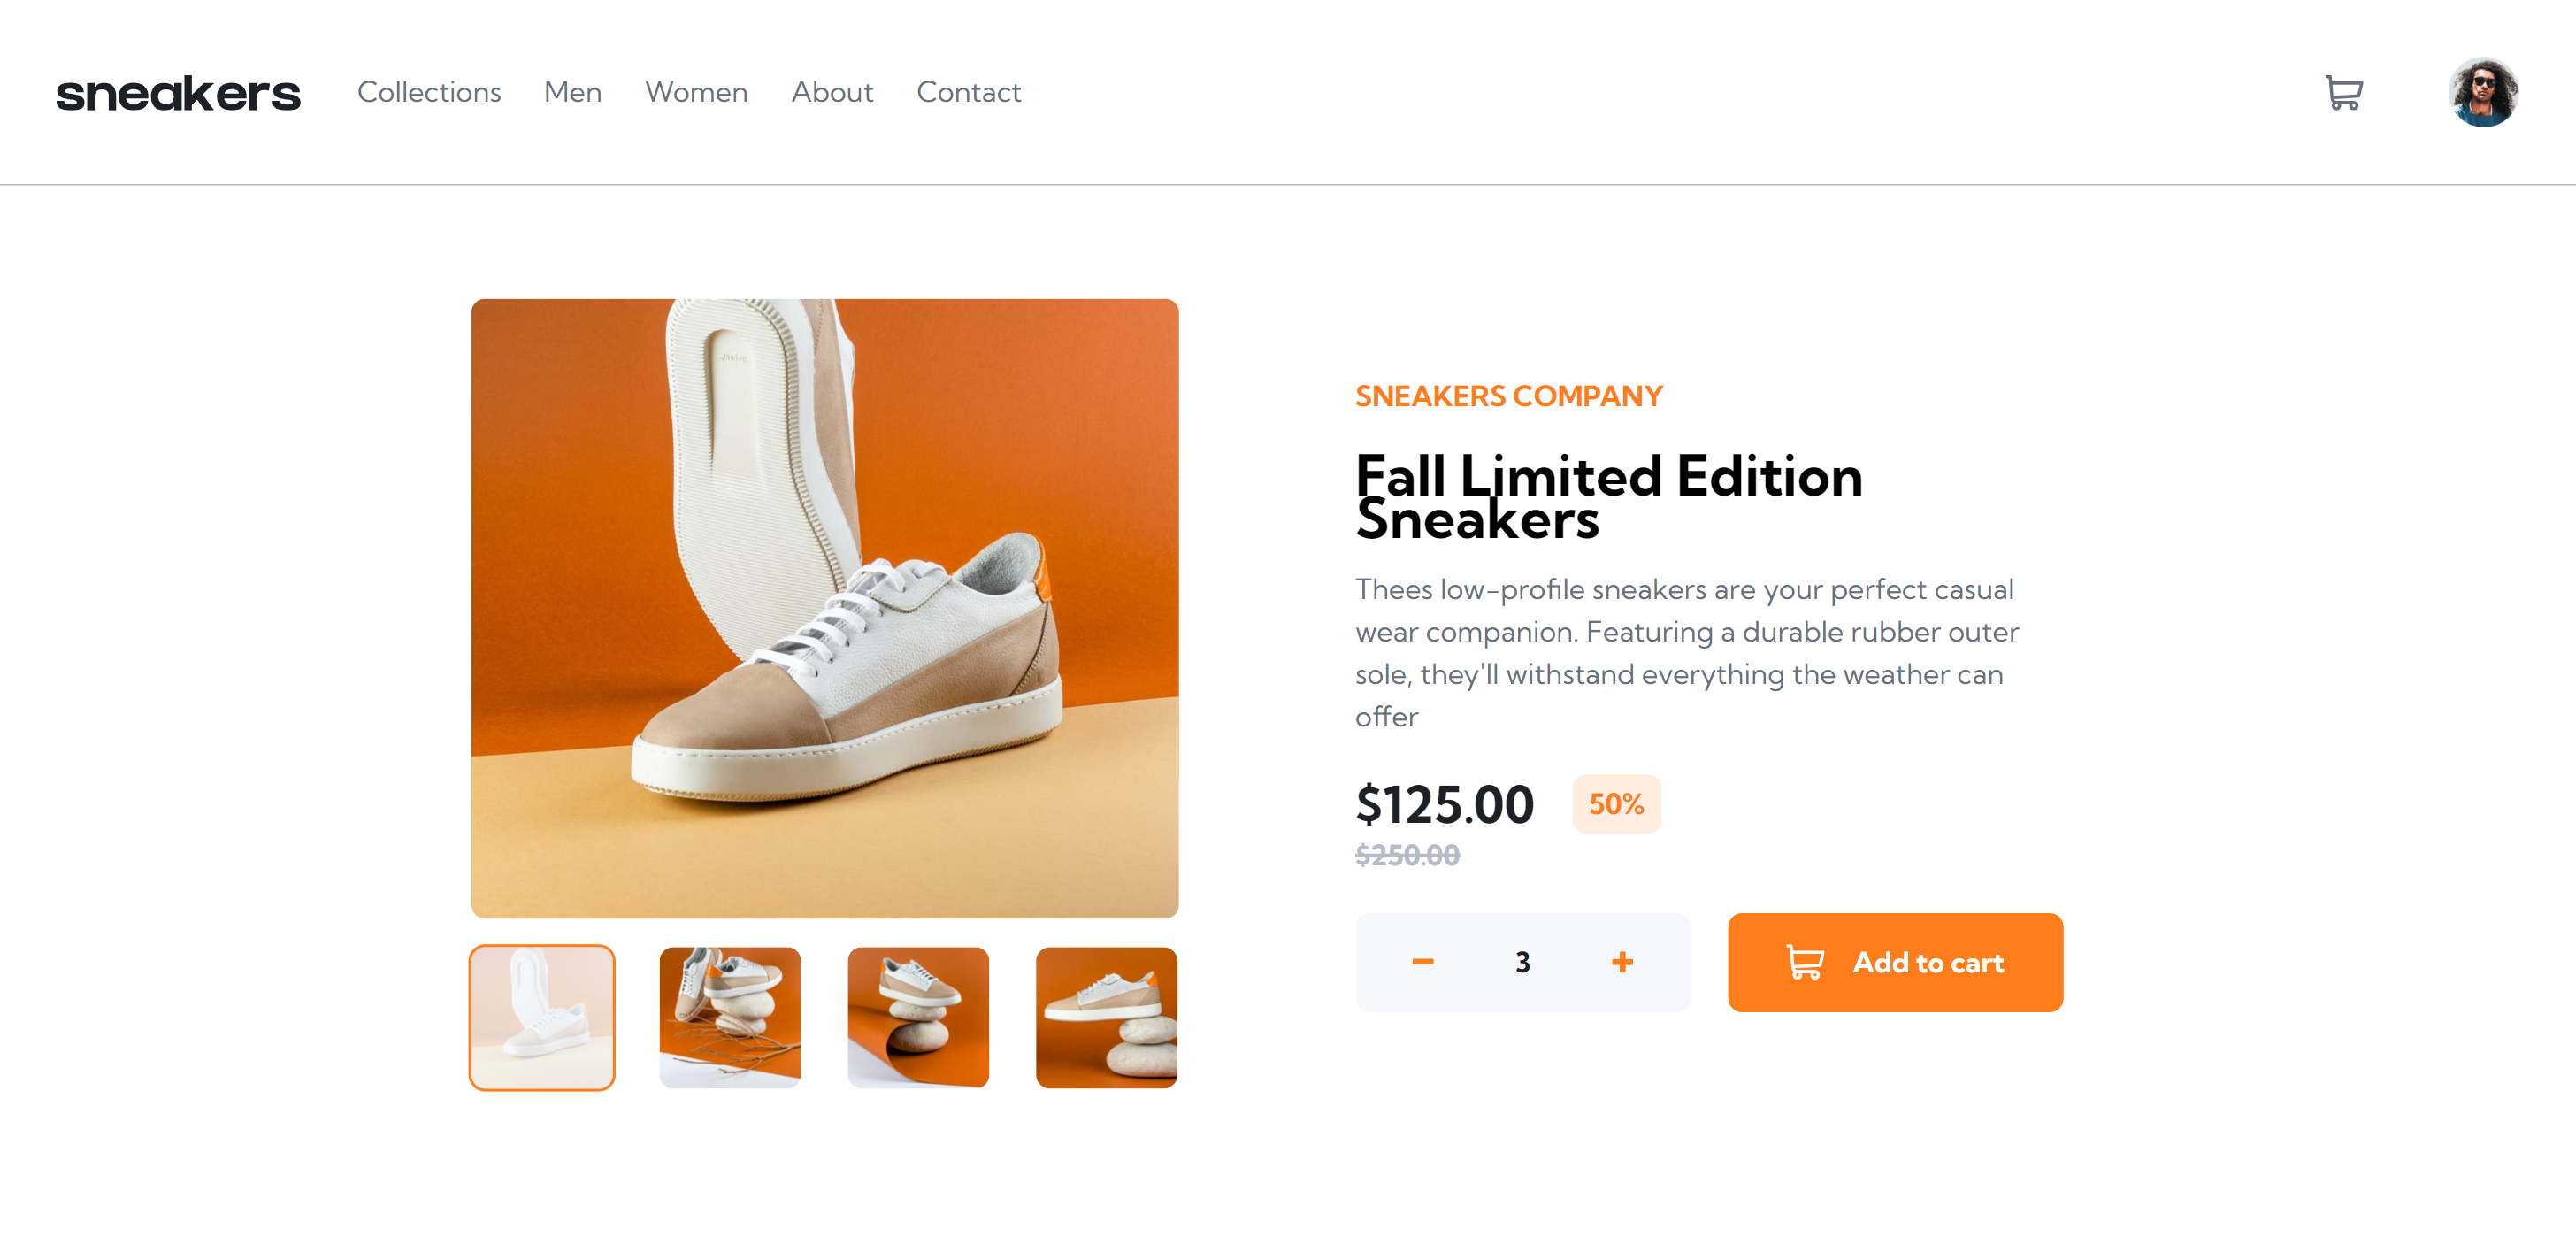 sneakers Collections Men Women About Contact
SNEAKERS COMPANY
Fall Limited Edition
Sneakers
Thees low-profile sneakers are your perfect casual
wear companion. Featuring a durable rubber outer
sole, they'll withstand everything the weather can
offer
$125.00 50%
$250.00
3 Add to cart